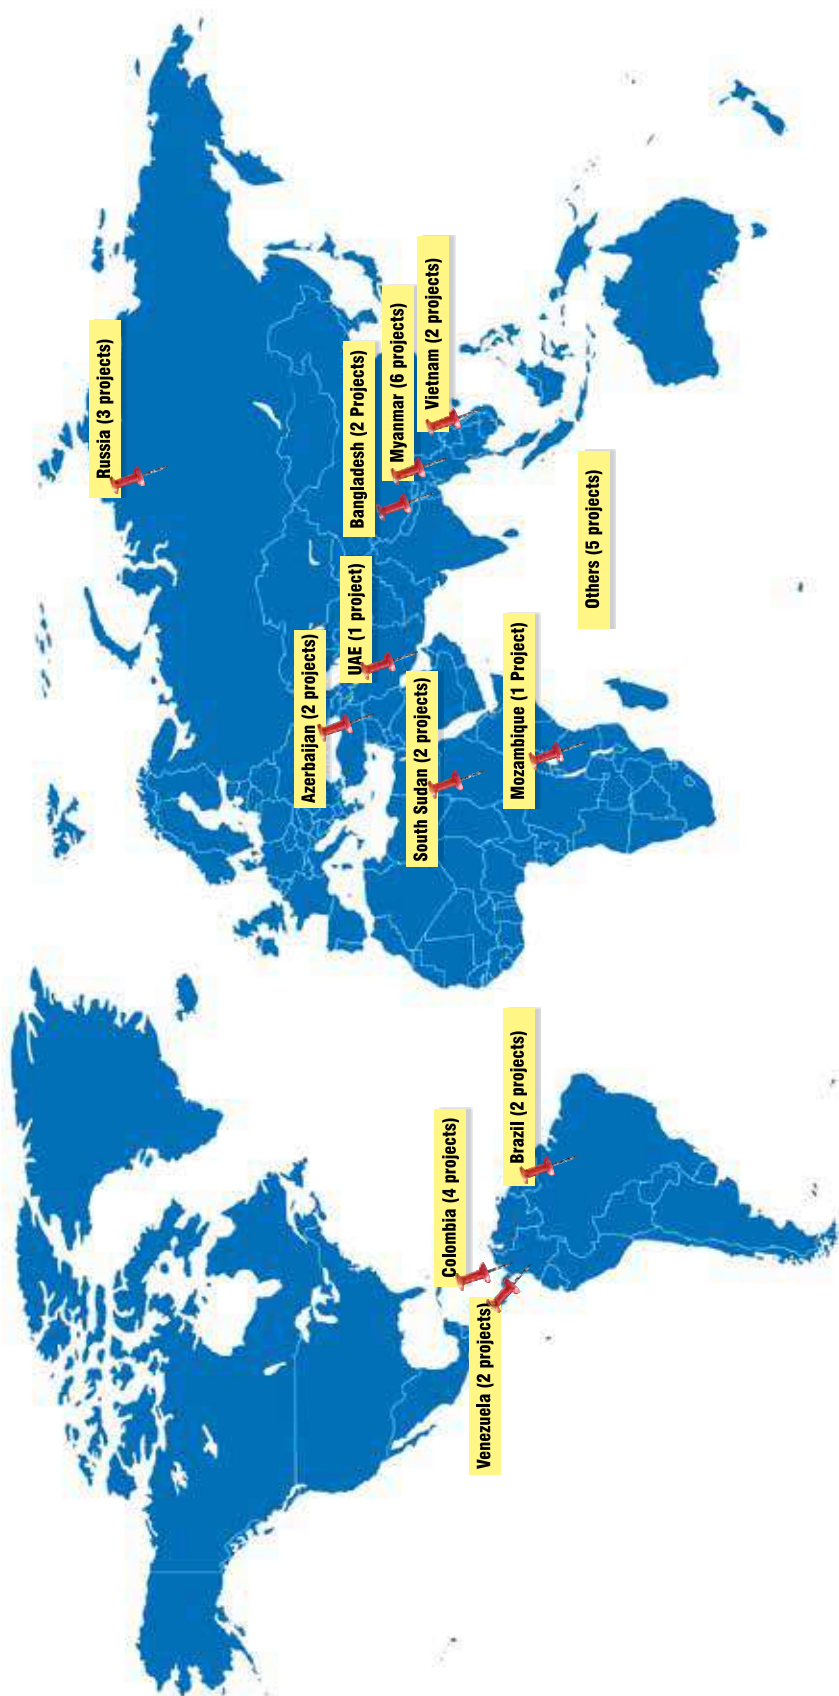 Russia (3 projects)
Azerbaijan (2 projects)
UAE (1 project)
Bangladesh (2 Projects)
Myanmar (6 projects)
Vietnam (2 projects)
South Sudan (2 projects)
Colombia (4 projects)
Venezuela (2 projects)
Brazil (2 projects)
Mozambique (1 Project)
Others (5 projects)